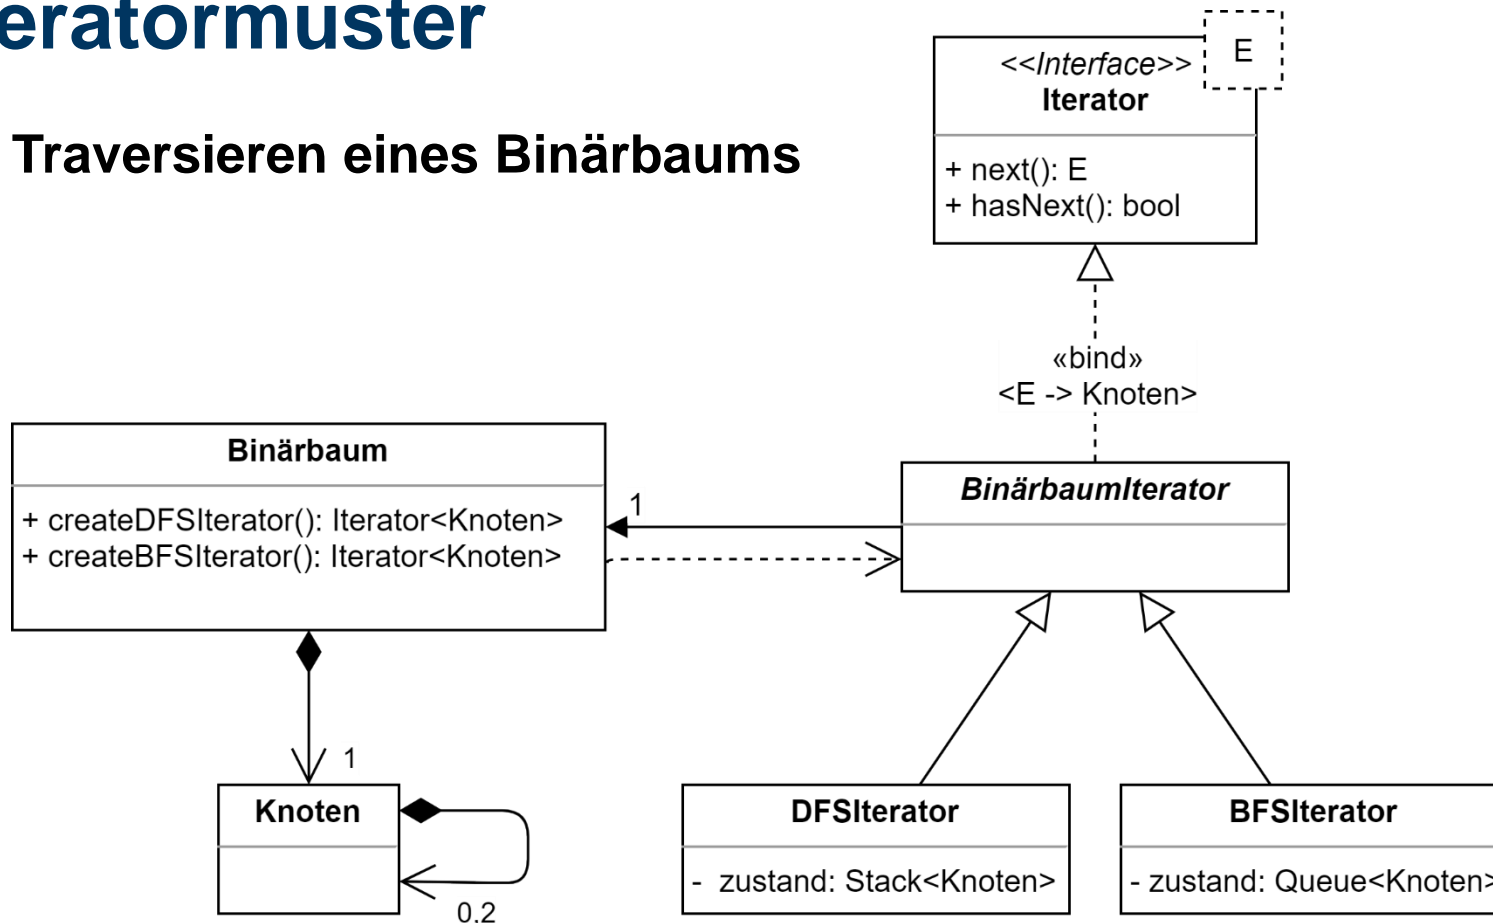 eratormuster
Traversieren eines Binärbaums
E
<<Interface>>
Iterator
+ next(): E
+ hasNext(): bool
«bind»
<E -> Knoten>
Binärbaum
+ createDFSIterator(): Iterator<Knoten>
+ createBFSIterator(): Iterator<Knoten>
1
BinärbaumIterator
1
Knoten
0.2
DFSIterator
- zustand: Stack<Knoten>
BFSIterator
- zustand: Queue<Knoten>